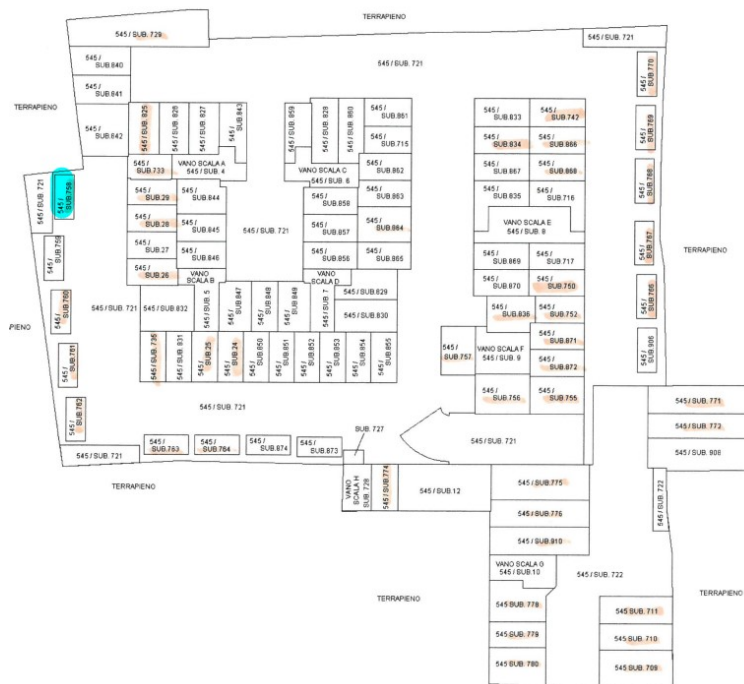 TERRAPIENO
545 / SUB. 729
545 / SUB. 721
545 / SUB. 721
545 / SUB.840
545 / SUB.841
545 / SUB.842
TERRAPIENO
545 / SUB.825
545 / SUB.826
545 / SUB.827
545 / SUB.843
545 / SUB.859
545 / SUB.828
545 / SUB.860
545 / SUB.861
545 / SUB.715
545 / SUB.833
545 / SUB.742
545 / SUB.834
545 / SUB.866
545 / SUB.770
545 / SUB.769
545 / SUB.733
VANO SCALA A
545 / SUB. 4
VANO SCALA C
545 / SUB. 6
545 / SUB.862
545 / SUB.867
545 / SUB.868
545 / SUB.768
545 / SUB. 721
545 / SUB.758
545 / SUB.29
545 / SUB.844
545 / SUB.858
545 / SUB.863
545 / SUB.835
545 / SUB.716
545 / SUB.28
545 / SUB.845
545 / SUB. 721
545 / SUB.857
545 / SUB.864
VANO SCALA E
545 / SUB. 8
545 / SUB.767
TERRAPIENO
545 / SUB.759
545 / SUB.27
545 / SUB.846
545 / SUB.856
545 / SUB.865
545 / SUB.869
545 / SUB.717
545 / SUB.26
VANO SCALA B
VANO SCALA D
545 / SUB.870
545 / SUB.750
545 / SUB.766
545 / SUB.760
545 / SUB. 721
545 / SUB.832
545 / SUB. 5
545 / SUB.847
545 / SUB.848
545 / SUB.849
545 / SUB. 7
545 / SUB.829
545 / SUB.830
545 / SUB.836
545 / SUB.752
PIENO
545 / SUB.761
545 / SUB.735
545 / SUB.831
545 / SUB.25
545 / SUB.24
545 / SUB.850
545 / SUB.851
545 / SUB.852
545 / SUB.853
545 / SUB.854
545 / SUB.855
545 / SUB.757
VANO SCALA F
545 / SUB. 9
545 / SUB.871
545 / SUB.872
545 / SUB.906
545 / SUB.756
545 / SUB.755
545 / SUB. 771
545 / SUB.762
545 / SUB. 721
545 / SUB. 772
545 / SUB. 721
545 / SUB.763
545 / SUB.764
545 / SUB.874
545 / SUB.873
SUB. 727
545 / SUB. 721
545 / SUB. 908
TERRAPIENO
VANO SCALA H
SUB. 728
545 / SUB.774
545 / SUB.12
545 / SUB.775
545 / SUB.776
545 / SUB.910
545 / SUB. 722
VANO SCALA G
545 / SUB.10
545 / SUB. 722
TERRAPIENO
TERRAPIENO
545 SUB. 778
545 SUB. 779
545 SUB. 780
545 SUB. 711
545 SUB. 710
545 SUB. 709